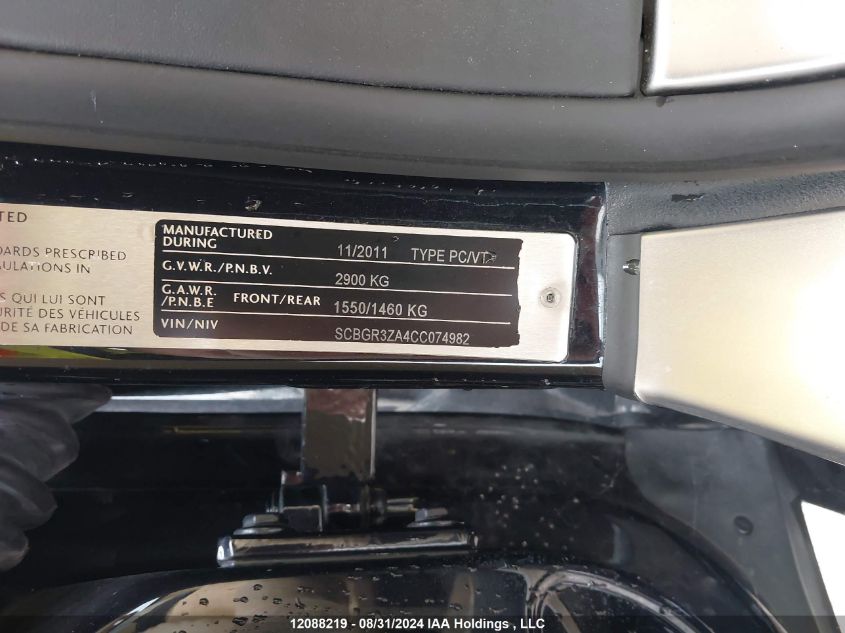 TED
DARDS PRESCRIBED
ULATIONS IN
S QUI LUI SONT
URITÉ DES VÉHICULES
DE SA FABRICATION
MANUFACTURED
DURING 11/2011 TYPE PC/VT
G.V.W.R./P.N.B.V. 2900 KG
G.A.W.R.
/P.N.B.E FRONT/REAR 1550/1460 KG
VIN/NIV SCBGR3ZA4CC074982
12088219 - 08/31/2024 IAA Holdings , LLC